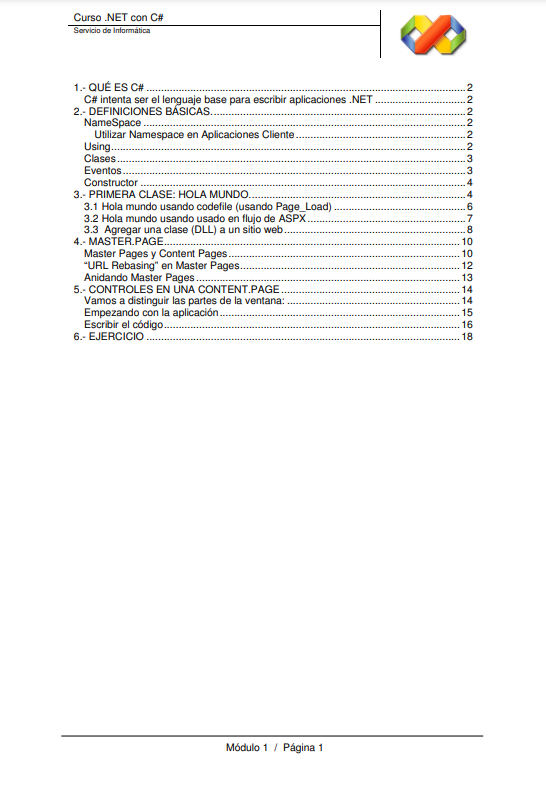 Curso .NET con C#
Servicio de Informática
1.- QUÉ ES C# ........................................................ 2
C# intenta ser el lenguaje base para escribir aplicaciones .NET ........................ 2
2.- DEFINICIONES BÁSICAS. ........................................................ 2
NameSpace ........................................................ 2
Utilizar Namespace en Aplicaciones Cliente ........................................ 2
Using ........................................................ 2
Clases ........................................................ 3
Eventos ........................................................ 3
Constructor ........................................................ 4
3.- PRIMERA CLASE: HOLA MUNDO. ........................................ 4
3.1 Hola mundo usando codefile (usando Page_Load) ........................ 6
3.2 Hola mundo usando usado en flujo de ASPX ........................ 7
3.3 Agregar una clase (DLL) a un sitio web ........................ 8
4.- MASTER.PAGE ........................................................ 10
Master Pages y Content Pages ........................................ 10
“URL Rebasing” en Master Pages ........................................ 12
Anidando Master Pages ........................................ 13
5.- CONTROLES EN UNA CONTENT.PAGE ........................ 14
Vamos a distinguir las partes de la ventana: ........................ 14
Empezando con la aplicación ........................................ 15
Escribir el código ........................................ 16
6.- EJERCICIO ........................................................ 18
Módulo 1 / Página 1